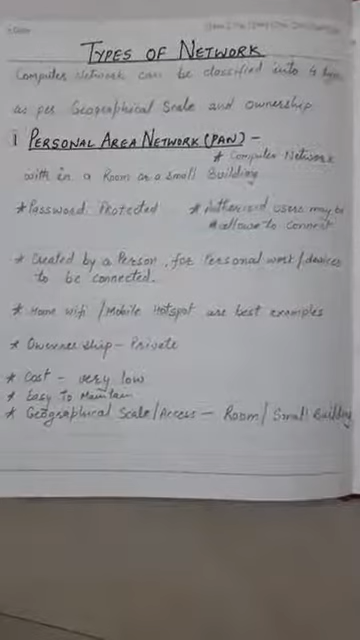 TYPES OF NETWORK
Computer Network can be classified into 4 types
as per Geographical Scale and Ownership
1 PERSONAL AREA NETWORK (PAN) -
* Computer Network
with in a Room or a Small Building
* Password Protected * Authorised users may be
allowe to connect
* Created by a Person, for Personal work/devices
to be connected.
* Home wifi / Mobile Hotspot are best examples
* Owenership - Private
* Cost - very low
* Easy To Maintain
* Geographical Scale/Access - Room/Small Building